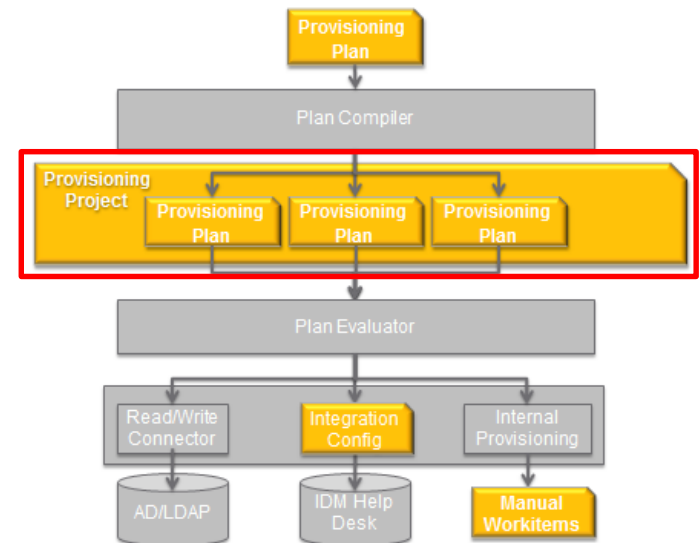 Provisioning
Plan
Plan Compiler
Provisioning
Project
Provisioning
Plan
Provisioning
Plan
Provisioning
Plan
Plan Evaluator
Read/Write
Connector
Integration
Config
Internal
Provisioning
AD/LDAP
IDM Help
Desk
Manual
Workitems